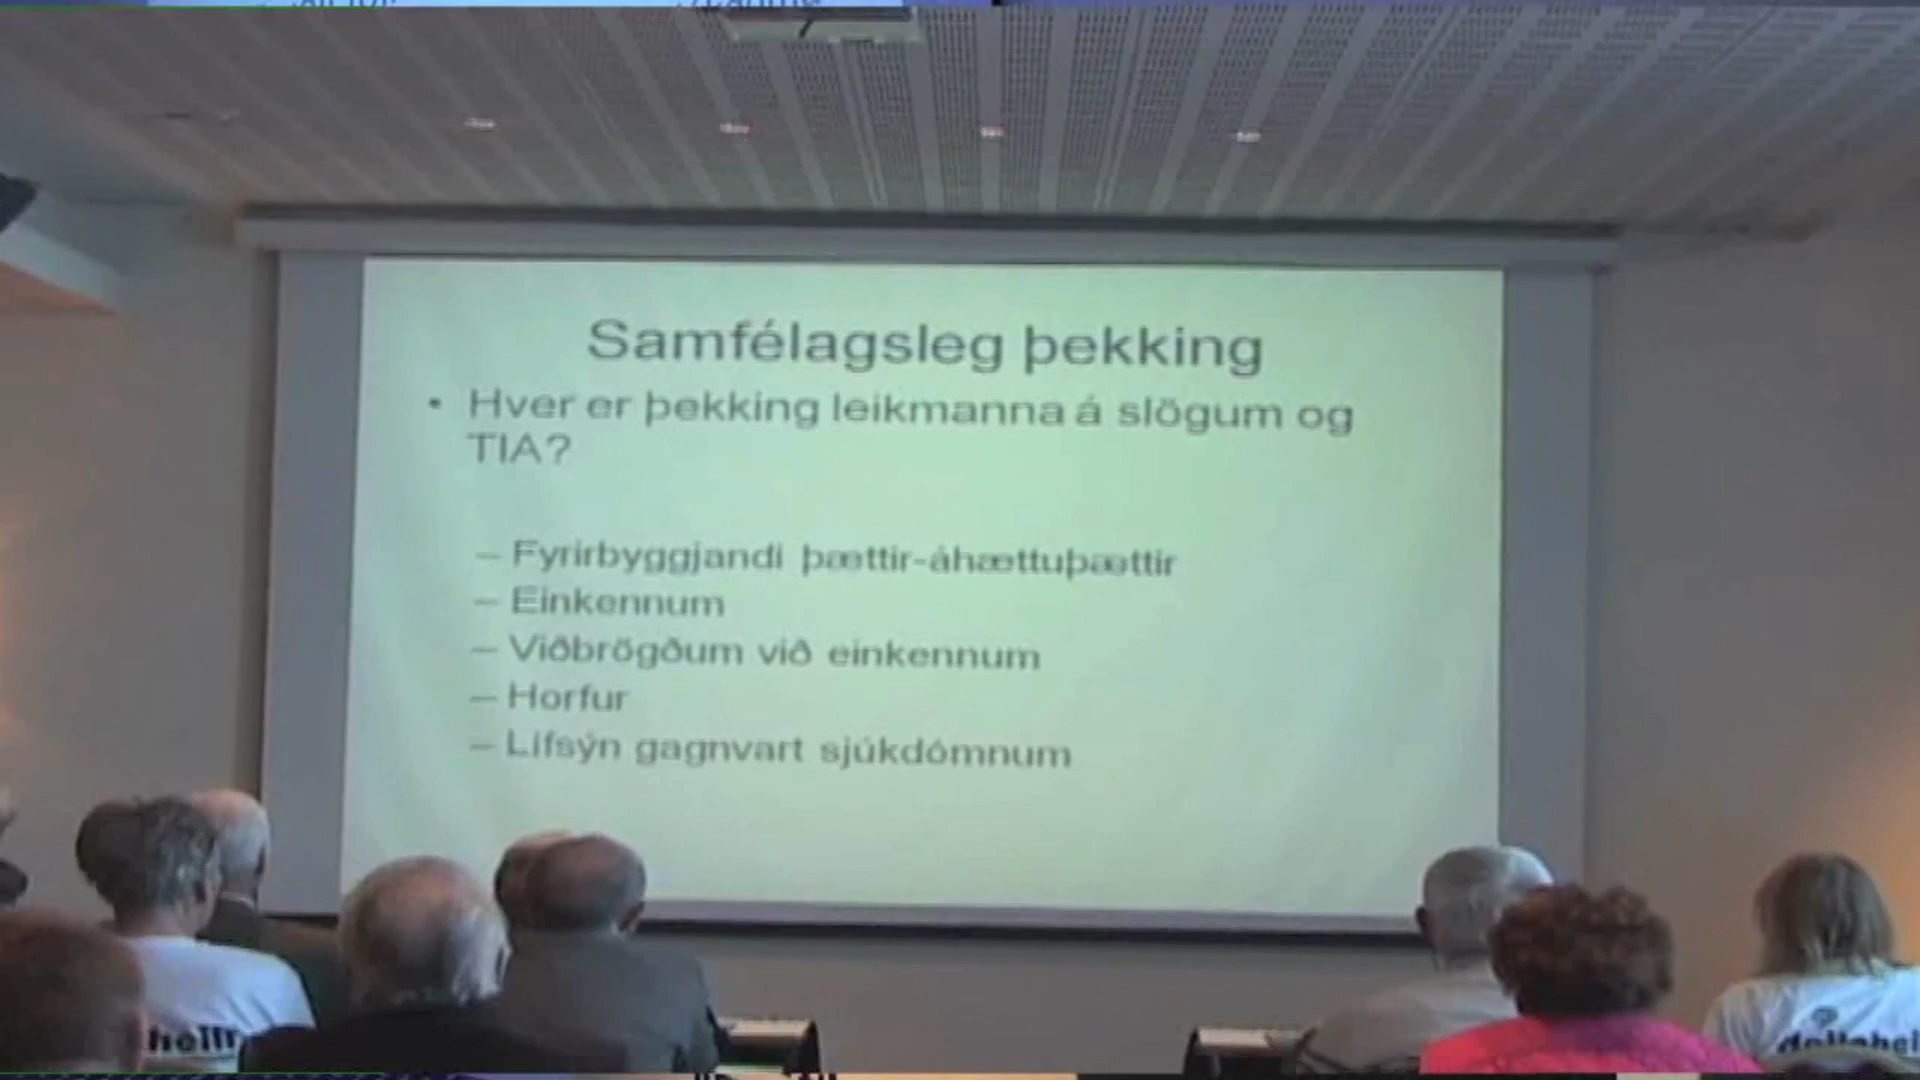 Samfélagsleg þekking
• Hver er þekking leikmanna á slögum og
TIA?
– Fyrirbyggjandi þættir-áhættuþættir
– Einkennum
– Viðbrögðum við einkennum
– Horfur
– Lífsýn gagnvart sjúkdómnum